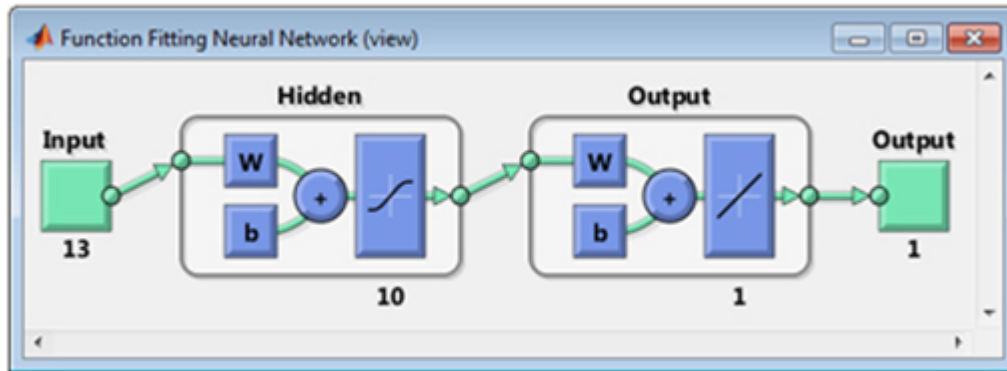 Function Fitting Neural Network (view)
Hidden
Output
Input
Output
W
W
+
+
b
b
13
1
10
1